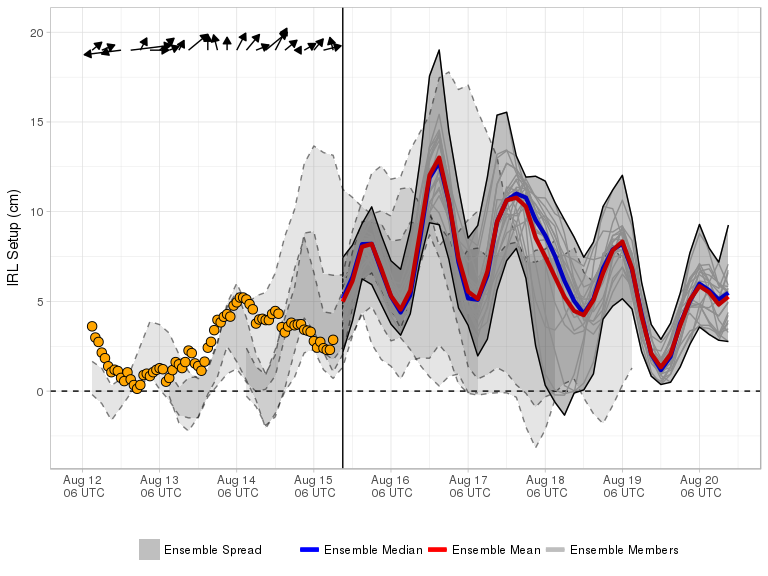 IRL Setup (cm)
20
15
10
5
0
Aug 12 Aug 13 Aug 14 Aug 15 Aug 16 Aug 17 Aug 18 Aug 19 Aug 20
06 UTC 06 UTC 06 UTC 06 UTC 06 UTC 06 UTC 06 UTC 06 UTC 06 UTC
Ensemble Spread Ensemble Median Ensemble Mean Ensemble Members